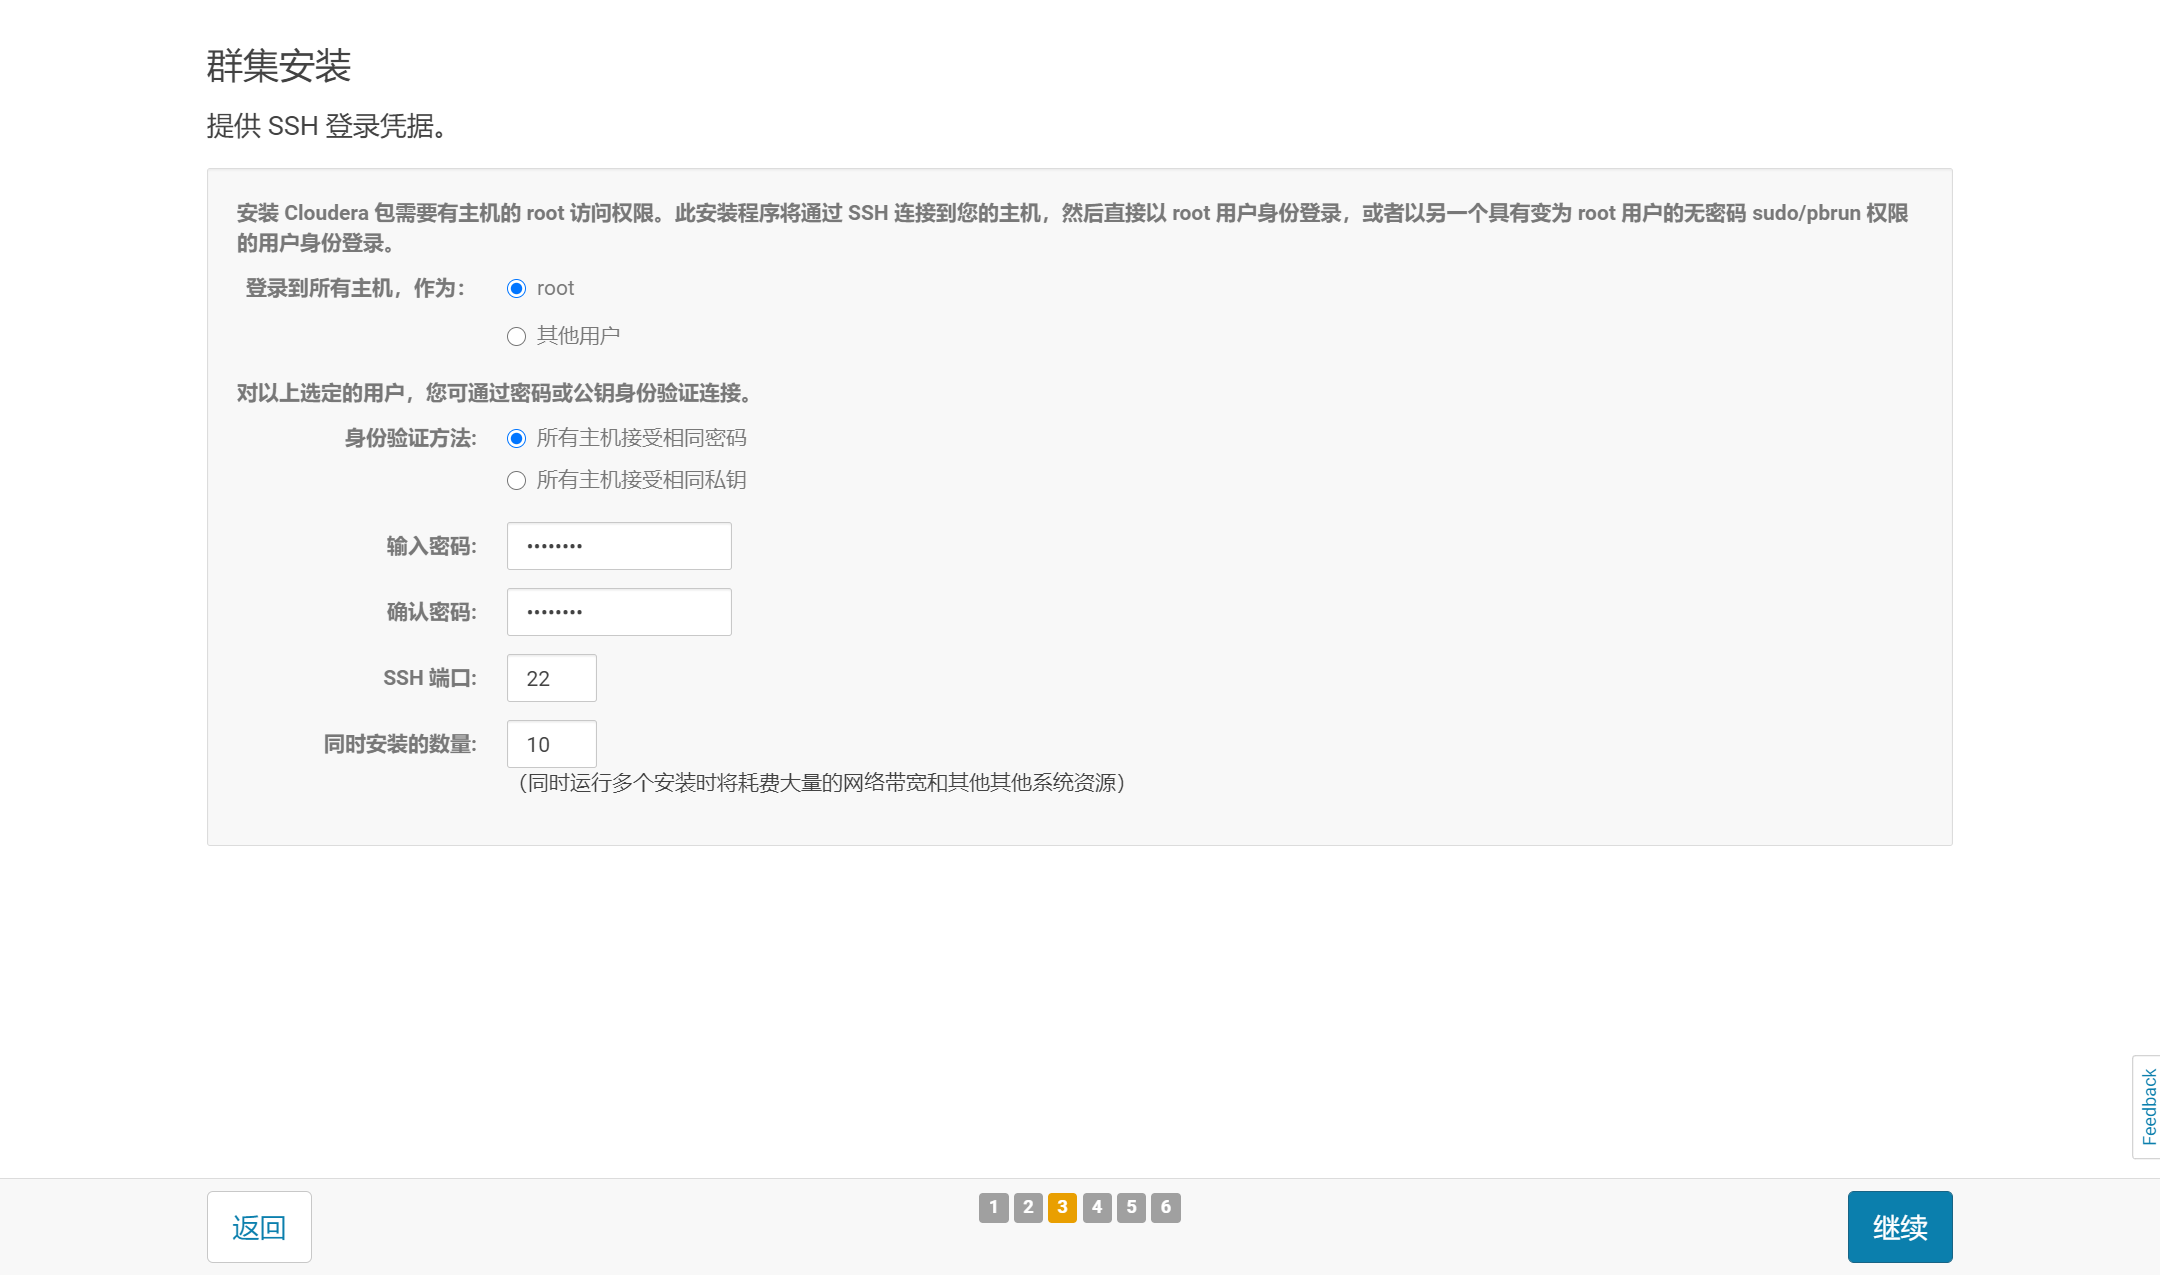 群集安装
提供 SSH 登录凭据。
安装 Cloudera 包需要有主机的 root 访问权限。此安装程序将通过 SSH 连接到您的主机，然后直接以 root 用户身份登录，或者以另一个具有变为 root 用户的无密码 sudo/pbrun 权限
的用户身份登录。
登录到所有主机，作为： root
其他用户
对以上选定的用户，您可通过密码或公钥身份验证连接。
身份验证方法: 所有主机接受相同密码
所有主机接受相同私钥
输入密码: ••••••••
确认密码: ••••••••
SSH 端口: 22
同时安装的数量: 10
（同时运行多个安装时将耗费大量的网络带宽和其他其他系统资源）
Feedback
返回 1 2 3 4 5 6 继续